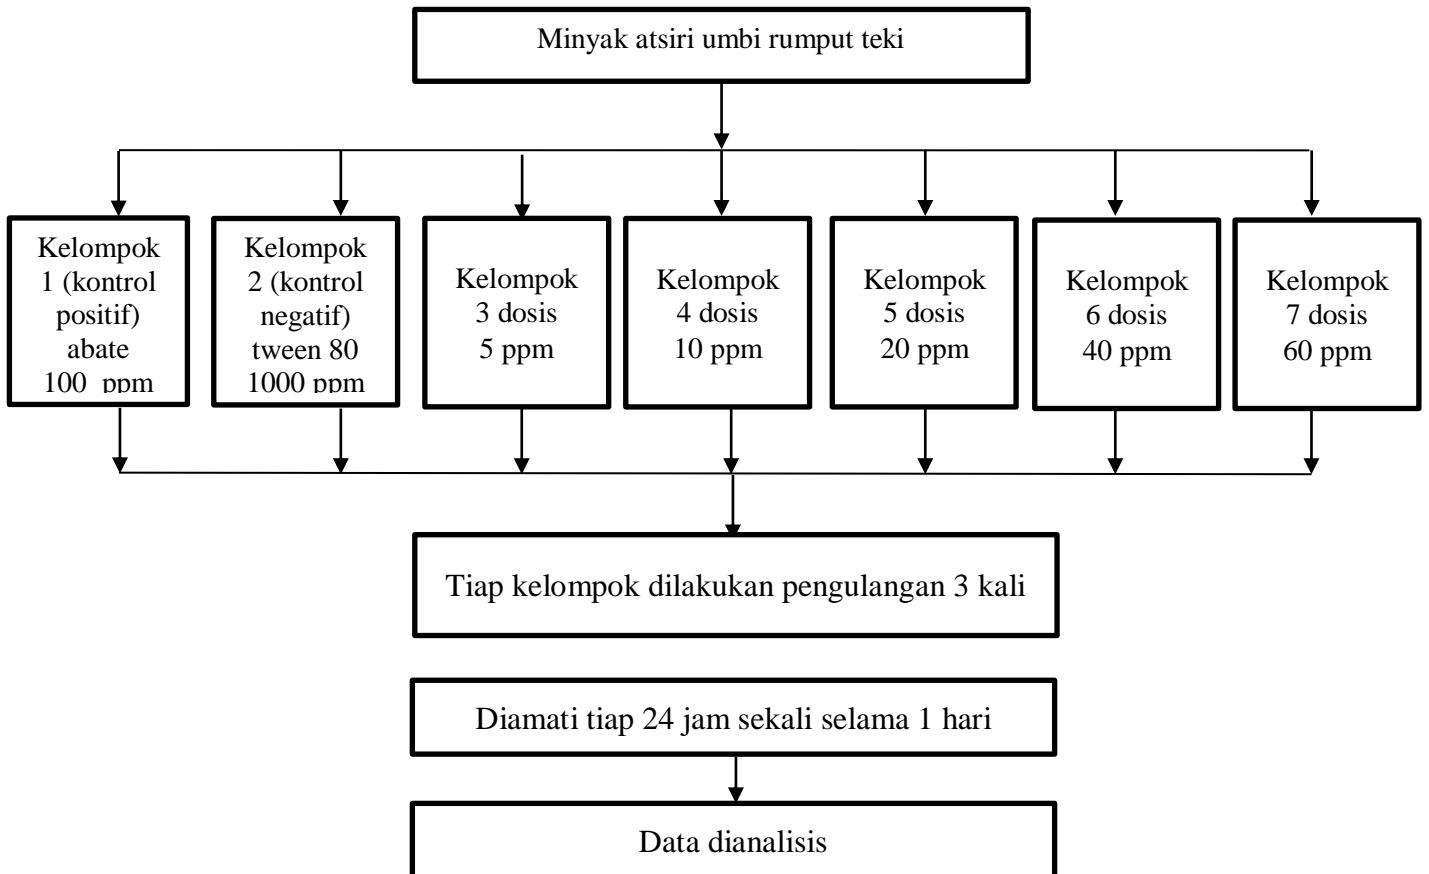 Minyak atsiri umbi rumput teki
Kelompok
1 (kontrol
positif)
abate
100 ppm
Kelompok
2 (kontrol
negatif)
tween 80
1000 ppm
Kelompok
3 dosis
5 ppm
Kelompok
4 dosis
10 ppm
Kelompok
5 dosis
20 ppm
Kelompok
6 dosis
40 ppm
Kelompok
7 dosis
60 ppm
Tiap kelompok dilakukan pengulangan 3 kali
Diamati tiap 24 jam sekali selama 1 hari
Data dianalisis